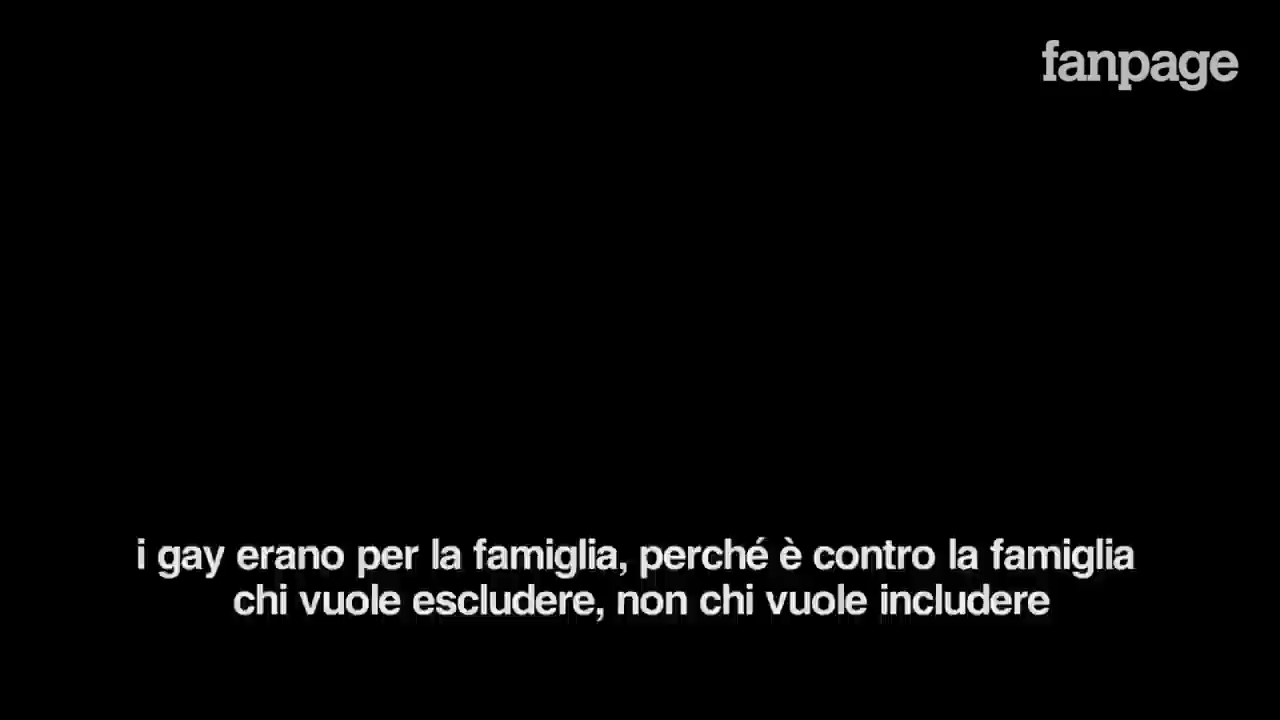 fanpage
i gay erano per la famiglia, perché è contro la famiglia
chi vuole escludere, non chi vuole includere